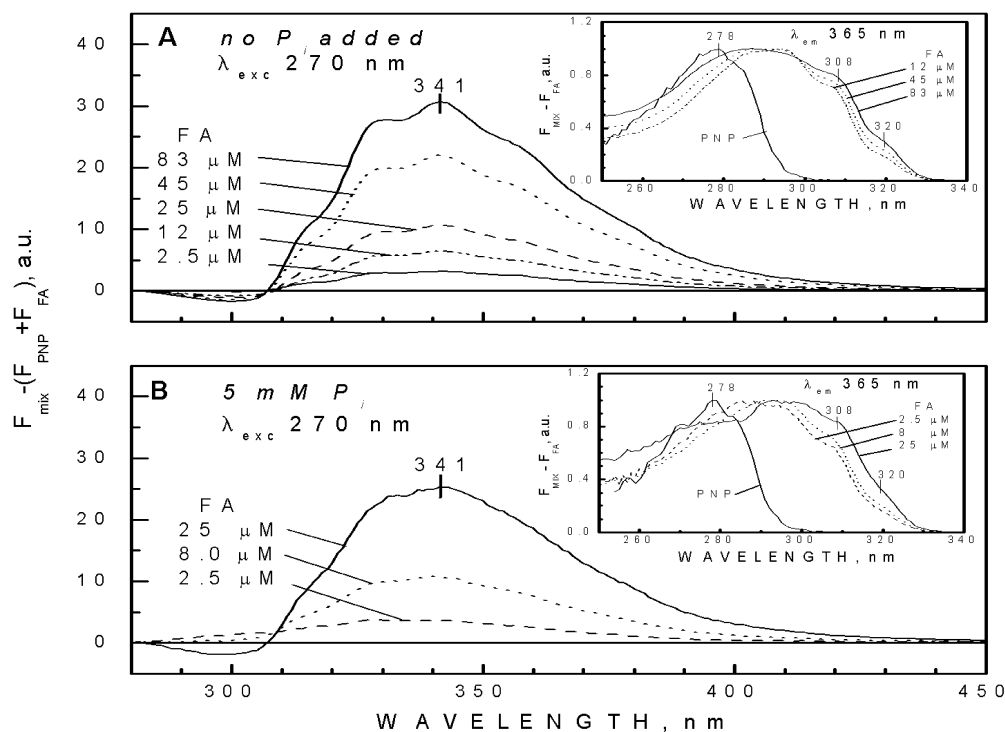 A no Pi added
λexc 270 nm
341
FA
83 μM
45 μM
25 μM
12 μM
2.5 μM
40
30
20
10
0
1.2
1.0
0.8
0.4
0.0
278
308
320
PNP
λem 365 nm
FA
12 μM
45 μM
83 μM
FMIX - FFA, a.u.
260 280 300 320 340
WAVELENGTH, nm
Fmix -(FPNP +FFA), a.u.
B 5 mM Pi
λexc 270 nm
341
FA
25 μM
8.0 μM
2.5 μM
40
30
20
10
0
1.2
0.8
0.4
0.0
278
308
320
PNP
λem 365 nm
FA
2.5 μM
8 μM
25 μM
FMIX - FFA, a.u.
260 280 300 320 340
WAVELENGTH, nm
300 350 400 450
WAVELENGTH, nm